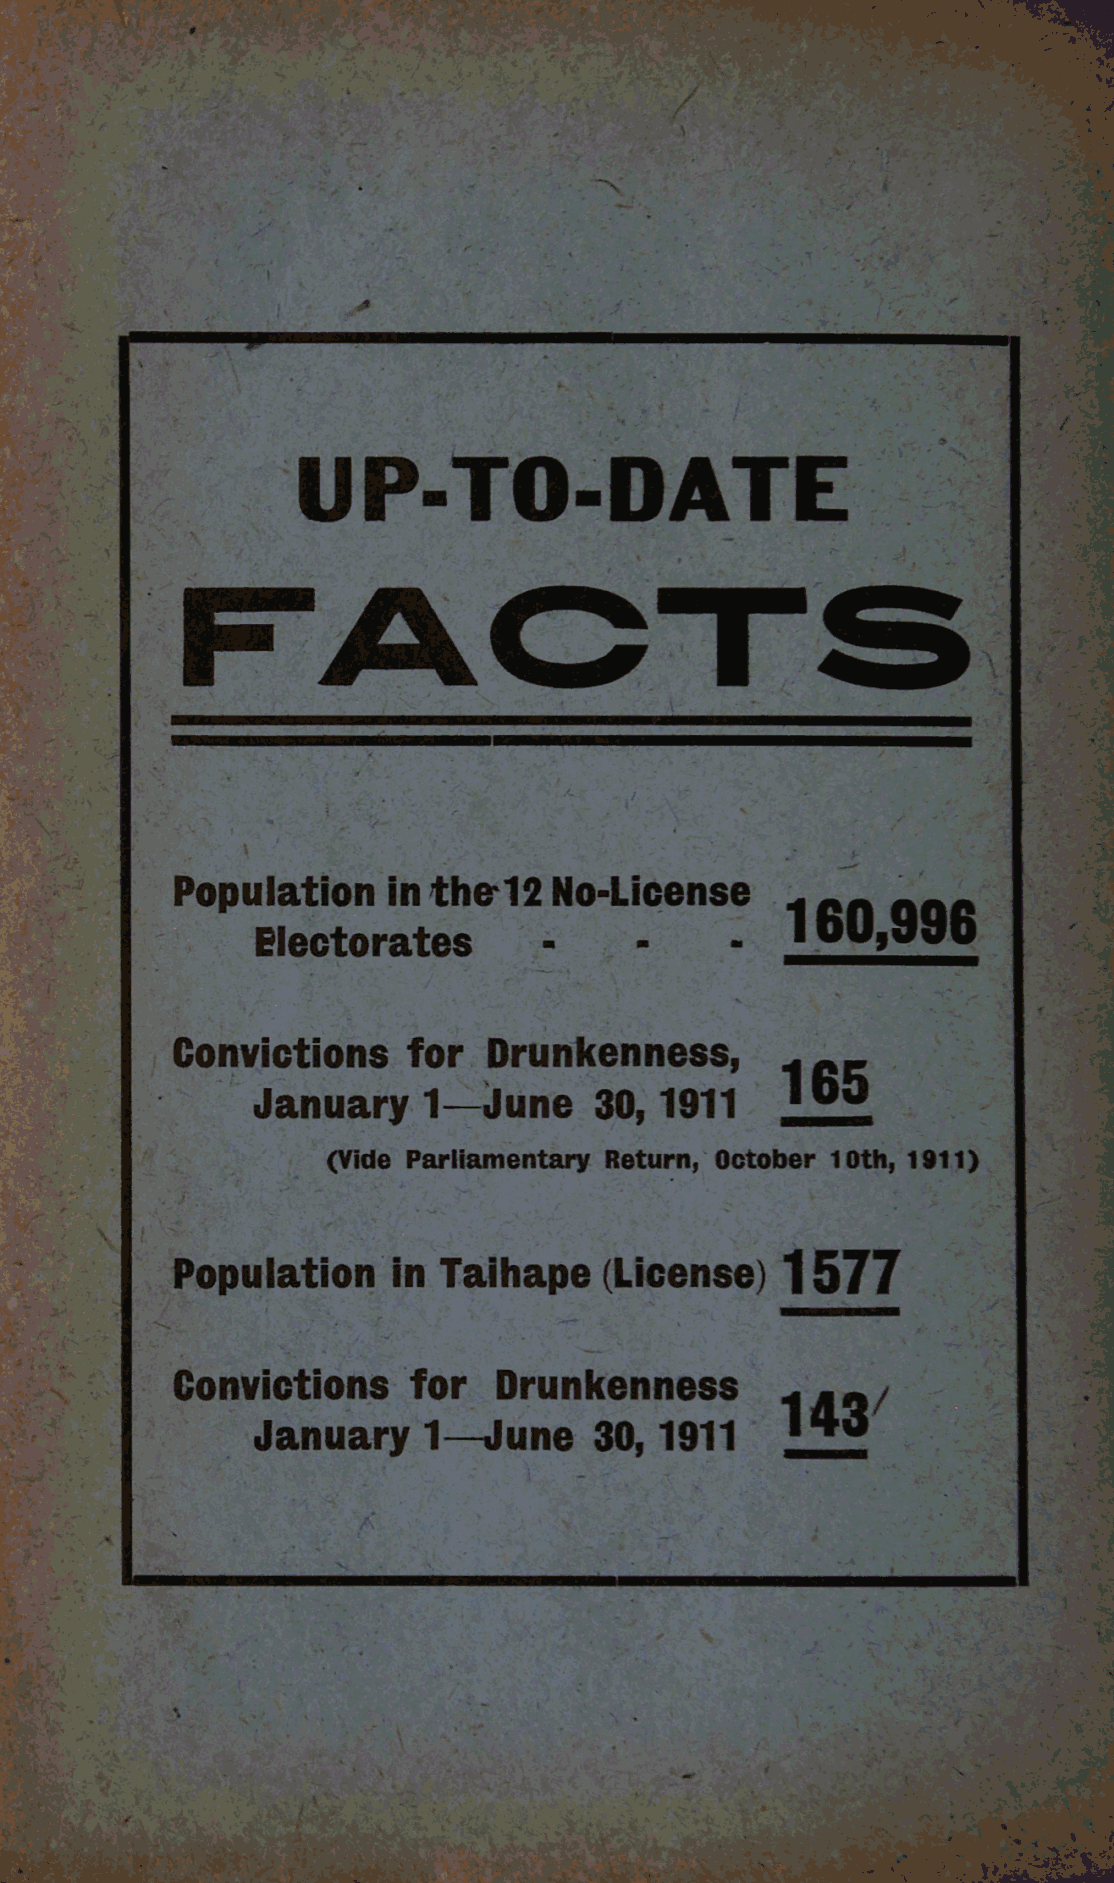 UP-TO-DATE
FACTS
Population in the 12 No-License
Electorates - - - 160,996
Convictions for Drunkenness,
January 1—June 30, 1911 165
(Vide Parliamentary Return, October 10th, 1911)
Population in Taihape (License) 1577
Convictions for Drunkenness
January 1—June 30, 1911 143